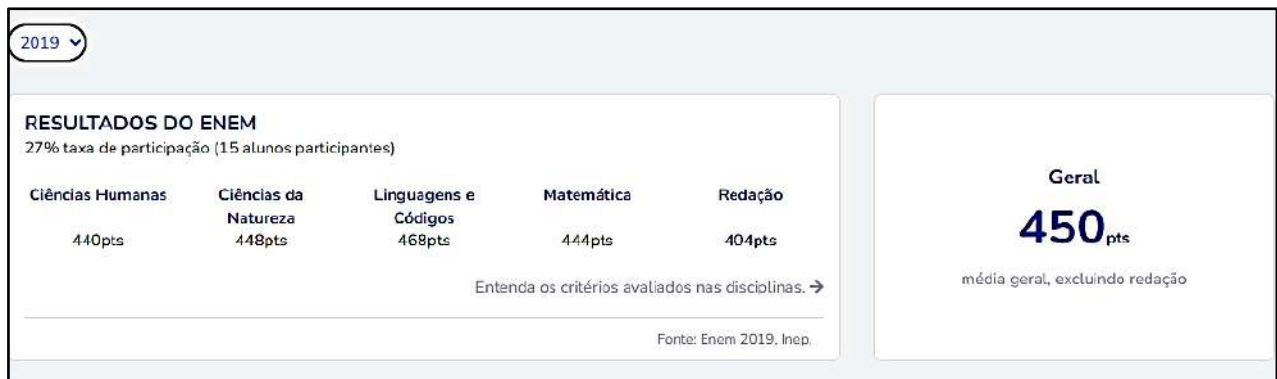 2019
RESULTADOS DO ENEM
27% taxa de participação (15 alunos participantes)
Ciências Humanas
440pts
Ciências da
Natureza
448pts
Linguagens e
Códigos
468pts
Matemática
444pts
Redação
404pts
Entenda os critérios avaliados nas disciplinas. →
Fonte: Enem 2019, Inep.
Geral
450pts
média geral, excluindo redação